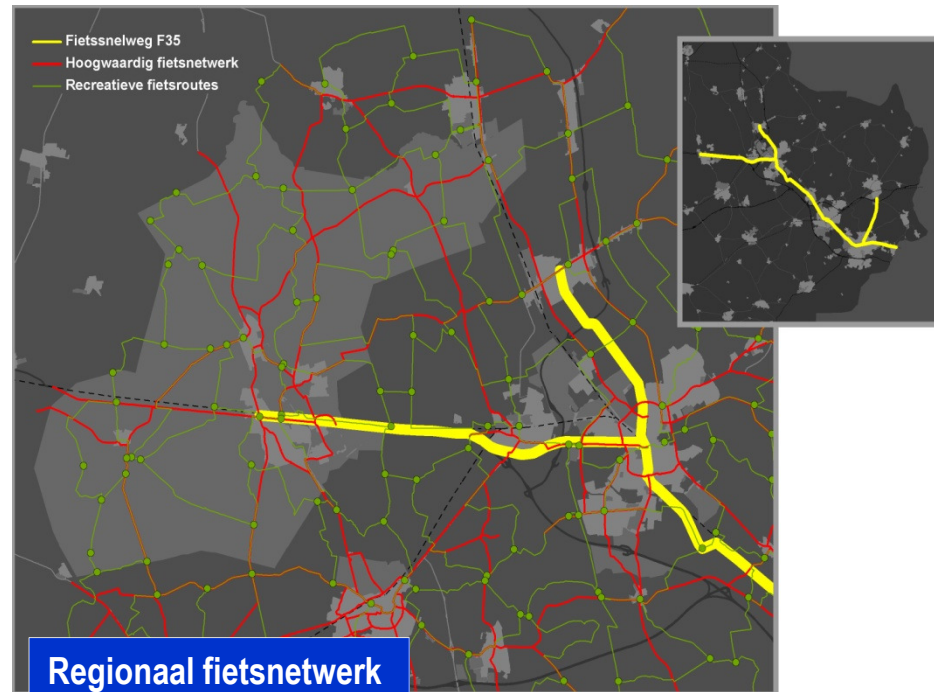 Fietssnelweg F35
Hoogwaardig fietsnetwerk
Recreatieve fietsroutes
Regionaal fietsnetwerk